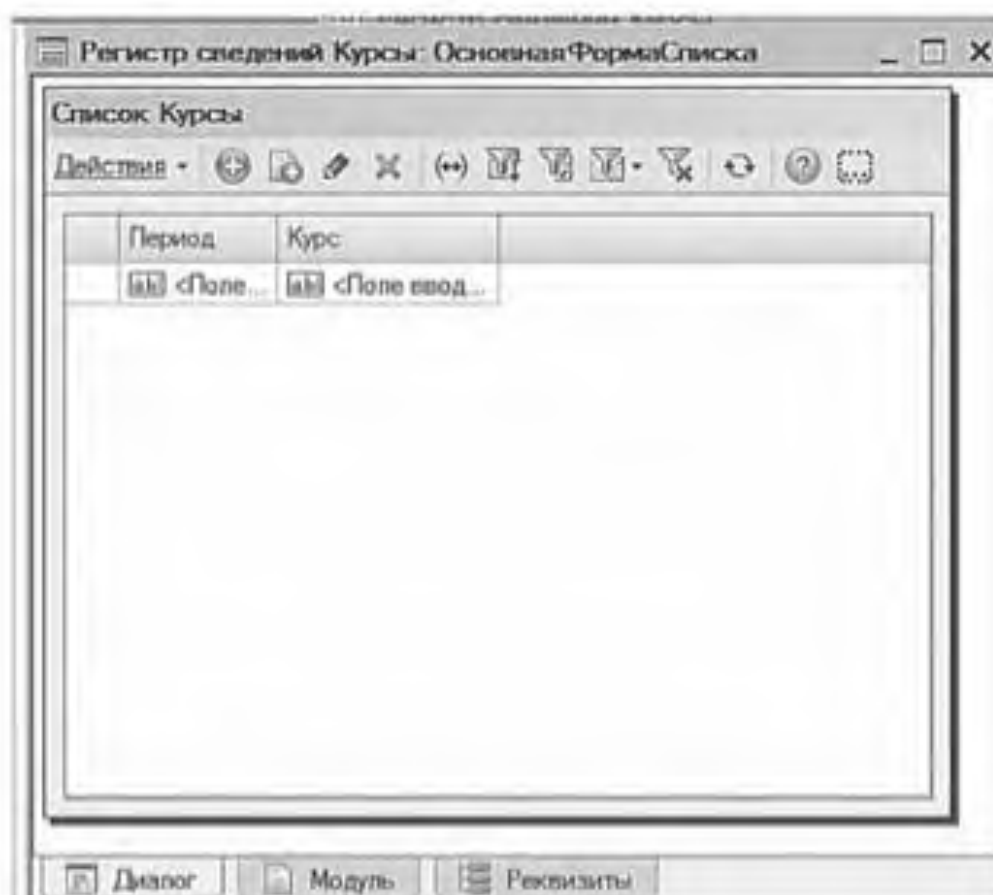 Регистр сведений Курсы: ОсновнаяФормаСписка
Список Курсы
Действия
Период Курс
<Поле... <Поле ввод...
Диалог Модуль Реквизиты